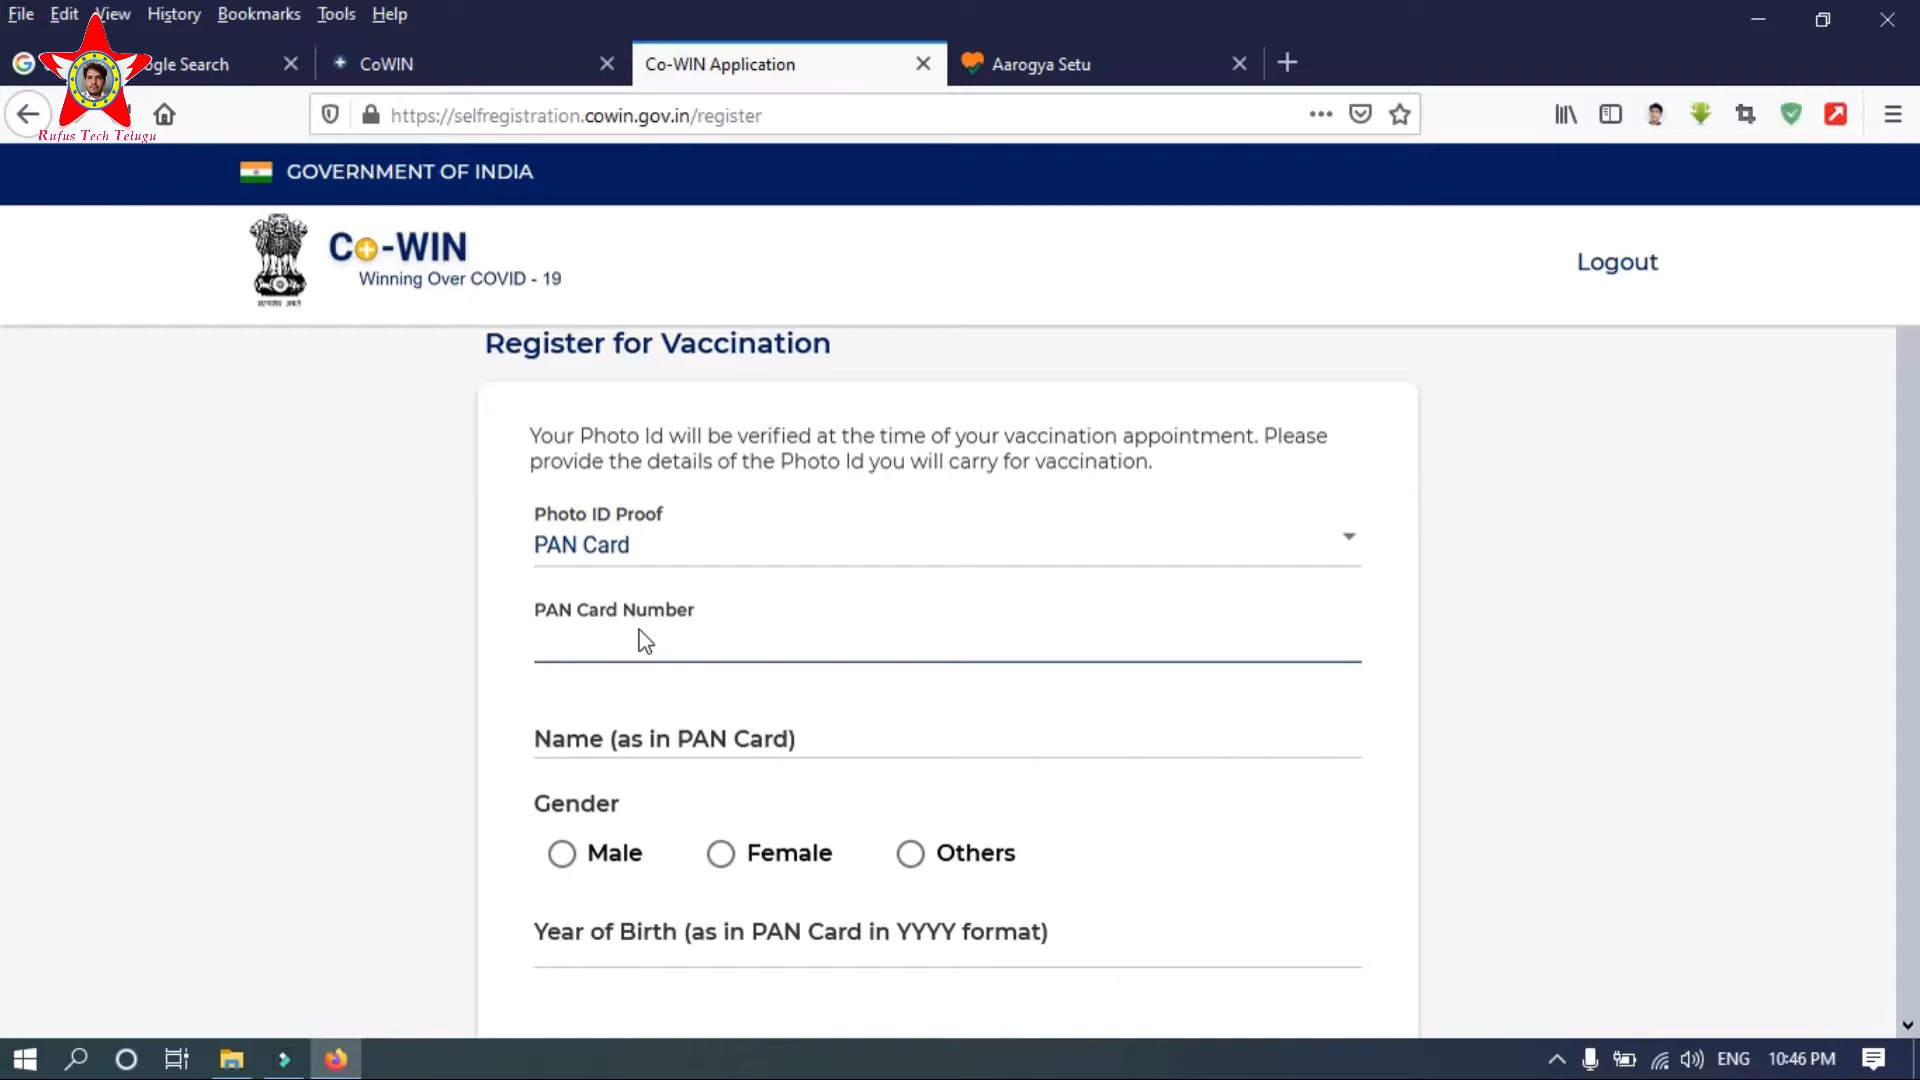 File Edit View History Bookmarks Tools Help
ogle Search
CoWIN
Co-WIN Application
Aarogya Setu
Rufus Tech Telugu
https://selfregistration.cowin.gov.in/register
GOVERNMENT OF INDIA
Co-WIN
Winning Over COVID - 19
सत्यमेव जयते
Logout
Register for Vaccination
Your Photo Id will be verified at the time of your vaccination appointment. Please
provide the details of the Photo Id you will carry for vaccination.
Photo ID Proof
PAN Card
PAN Card Number
Name (as in PAN Card)
Gender
Male Female Others
Year of Birth (as in PAN Card in YYYY format)
ENG 10:46 PM